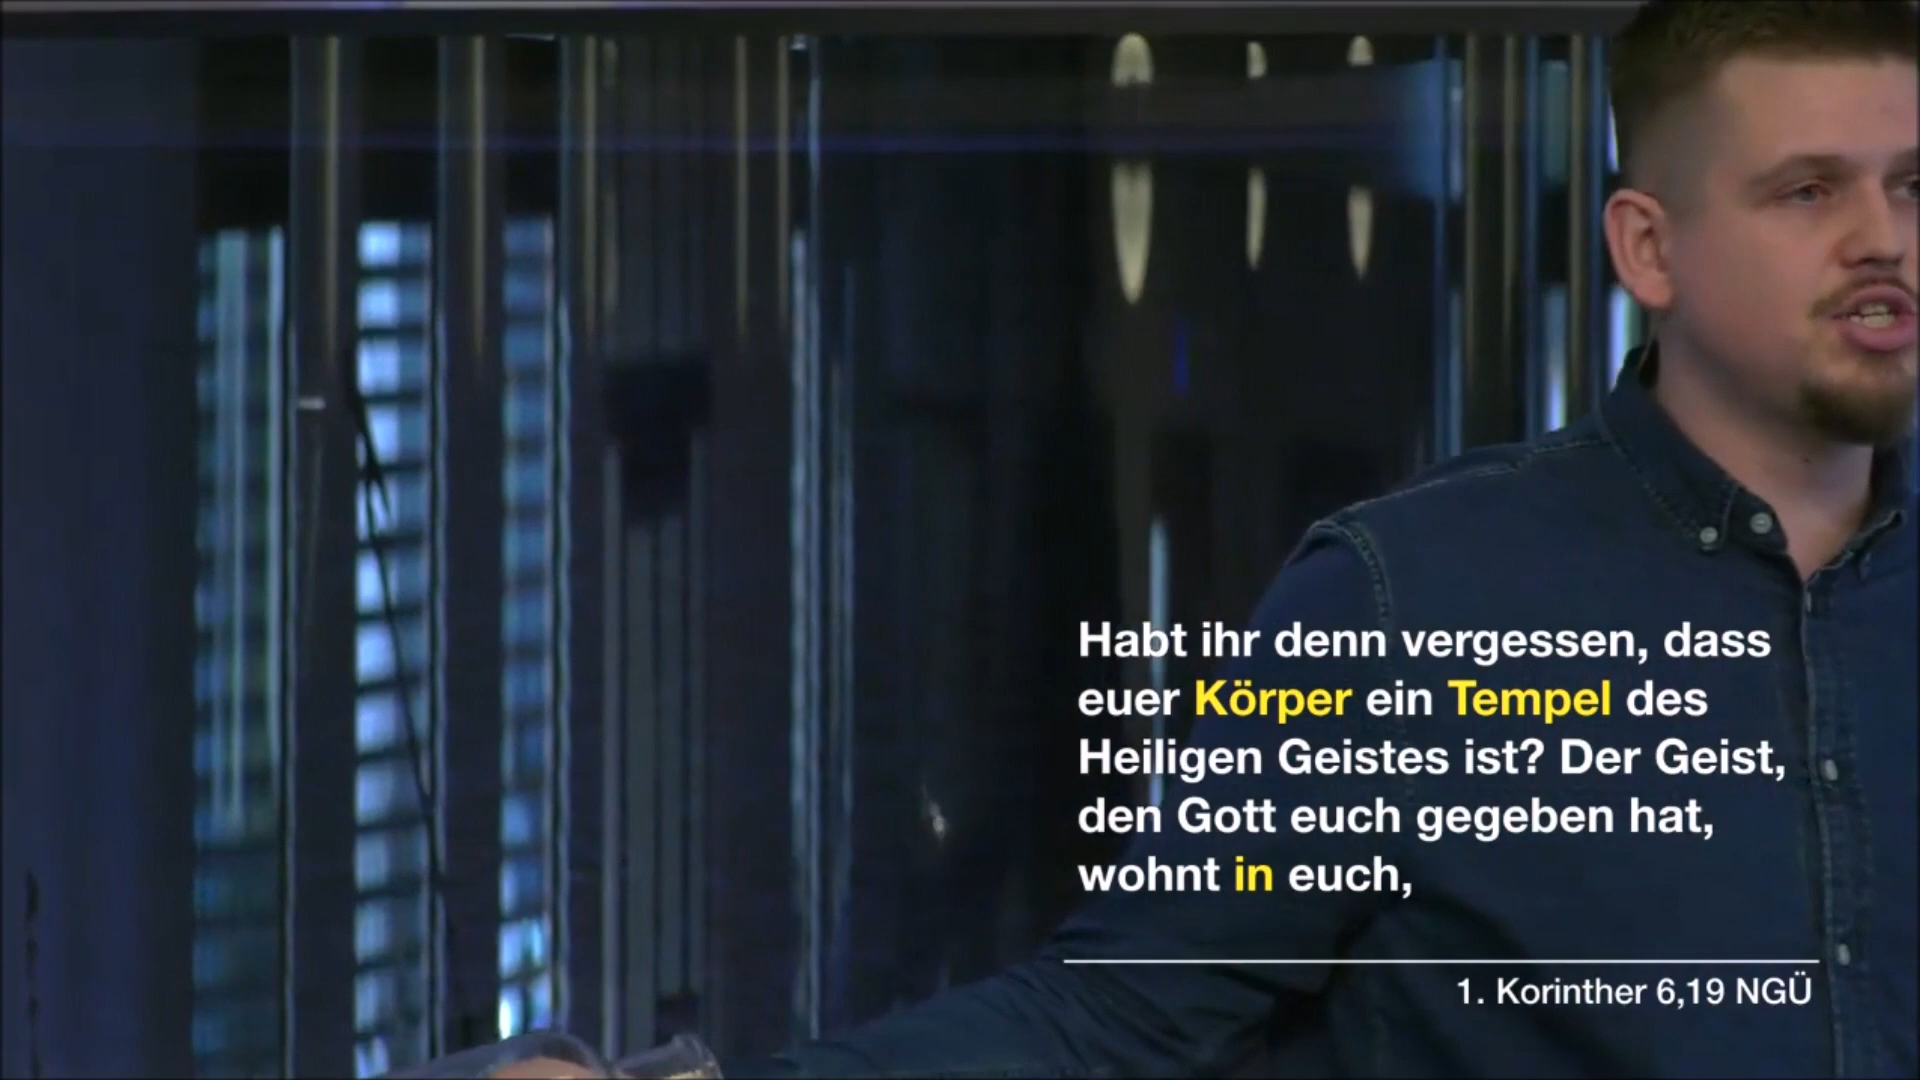 Habt ihr denn vergessen, dass
euer Körper ein Tempel des
Heiligen Geistes ist? Der Geist,
den Gott euch gegeben hat,
wohnt in euch,
1. Korinther 6,19 NGÜ